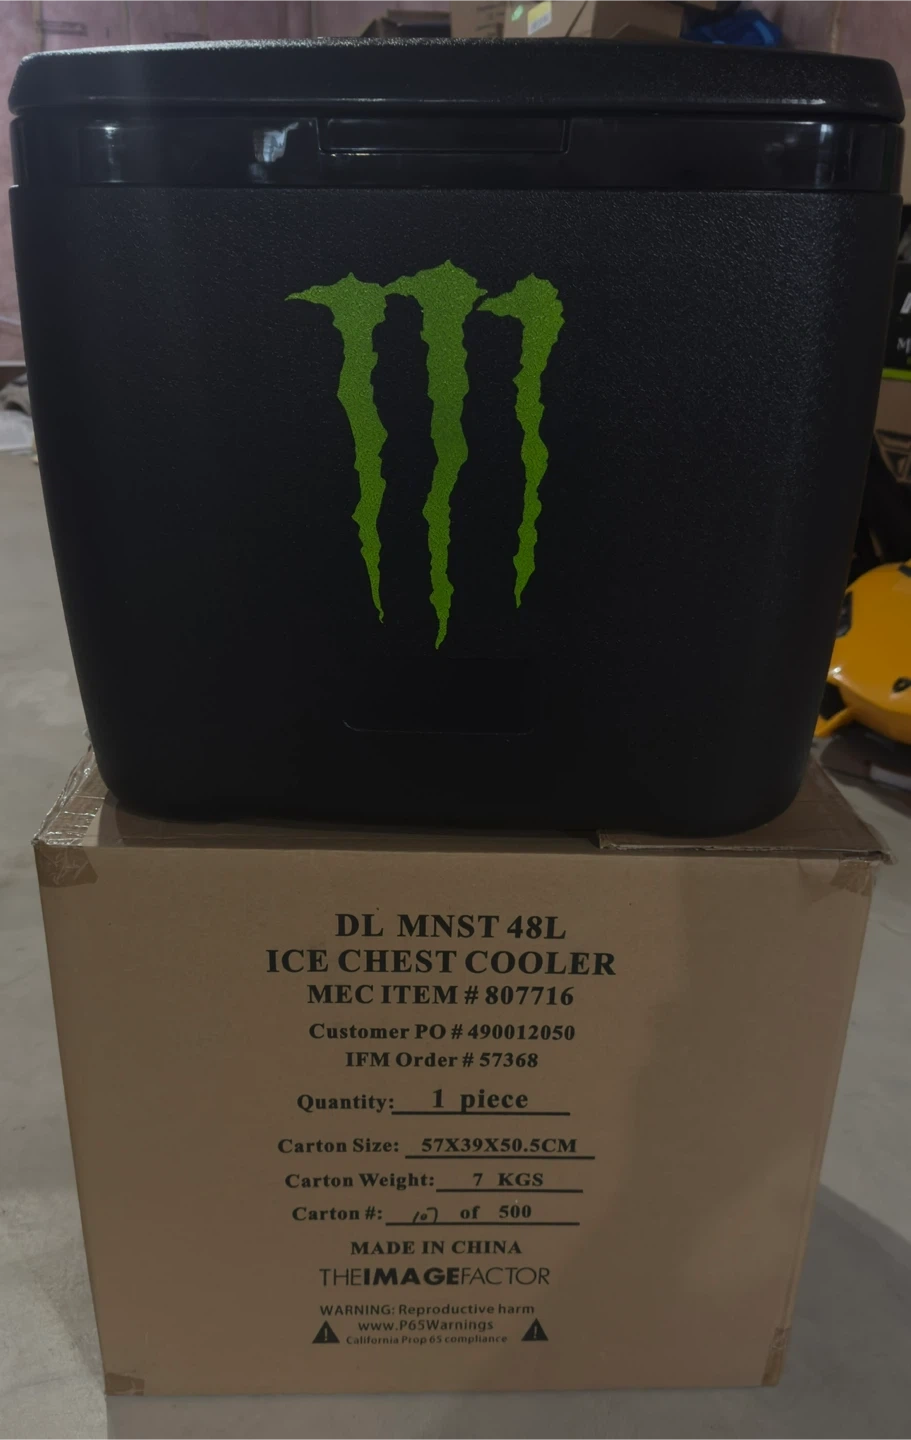 DL MNST 48L
ICE CHEST COOLER
MEC ITEM # 807716
Customer PO # 490012050
IFM Order # 57368
Quantity: 1 piece
Carton Size: 57X39X50.5CM
Carton Weight: 7 KGS
Carton #: 107 of 500
MADE IN CHINA
THEIMAGEFACTOR
WARNING: Reproductive harm
www.P65Warnings
California Prop 65 compliance